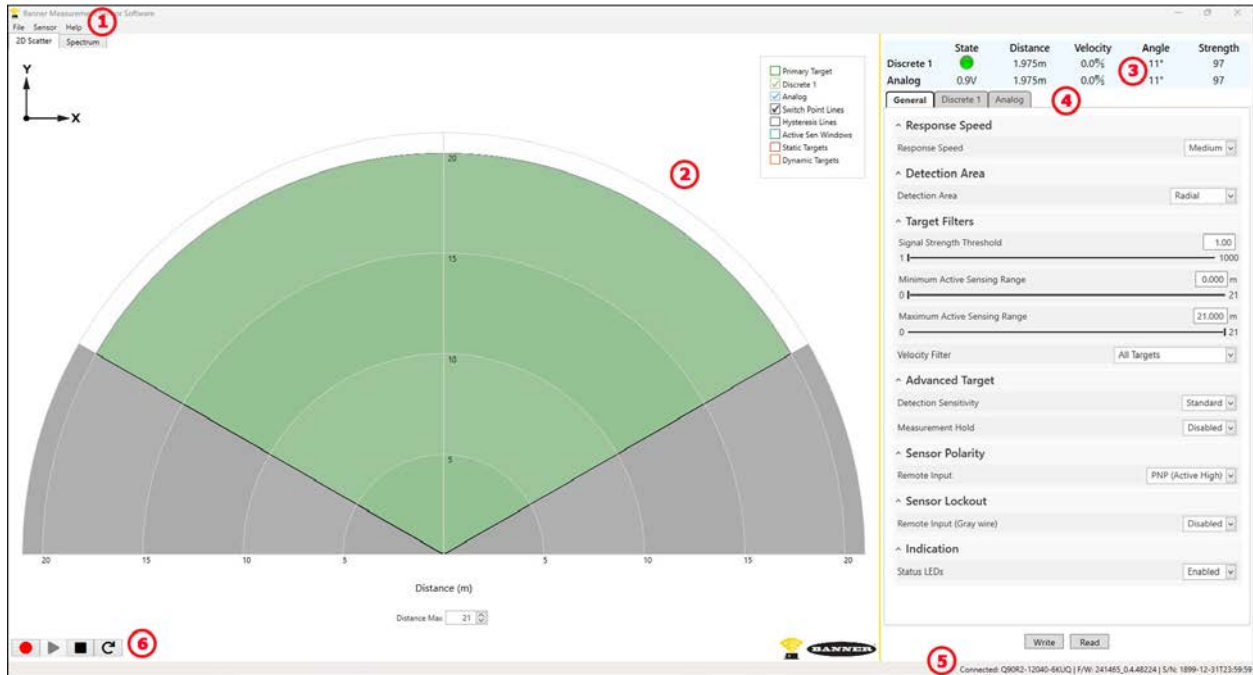 Banner Measurement Sensor Software
File Sensor Help
1
2D Scatter Spectrum
Y
X
Primary Target
Discrete 1
Analog
Switch Point Lines
Hysteresis Lines
Active Sen Windows
Static Targets
Dynamic Targets
2
20
15
10
5
20 15 10 5 5 10 15 20
Distance (m)
Distance Max 21
6
BANNER
State Distance Velocity Angle Strength
Discrete 1 1.975m 0.0 11° 97
3
Analog 0.9V 1.975m 0.0 11° 97
General Discrete 1 Analog
4
Response Speed
Response Speed Medium
Detection Area
Detection Area Radial
Target Filters
Signal Strength Threshold 1.00
1 1000
Minimum Active Sensing Range 0.000 m
0 21
Maximum Active Sensing Range 21.000 m
0 21
Velocity Filter All Targets
Advanced Target
Detection Sensitivity Standard
Measurement Hold Disabled
Sensor Polarity
Remote Input PNP (Active High)
Sensor Lockout
Remote Input (Gray wire) Disabled
Indication
Status LEDs Enabled
Write Read
5
Connected: Q90R2-12040-6KUQ | F/W: 241465_0.4.48224 | S/N: 1899-12-31T23:59:59